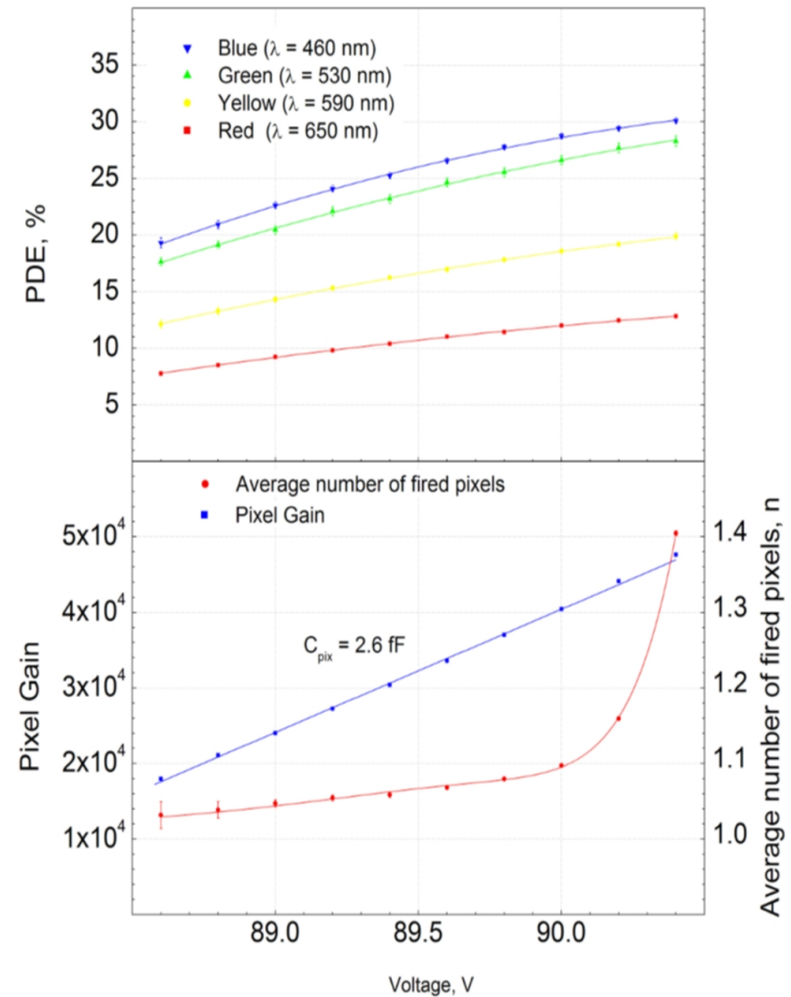 35
30
25
20
15
10
5
PDE, %
Blue (λ = 460 nm)
Green (λ = 530 nm)
Yellow (λ = 590 nm)
Red (λ = 650 nm)
Average number of fired pixels
Pixel Gain
5x10⁴
4x10⁴
3x10⁴
2x10⁴
1x10⁴
Pixel Gain
C_pix = 2.6 fF
1.4
1.3
1.2
1.1
1.0
Average number of fired pixels, n
89.0 89.5 90.0
Voltage, V